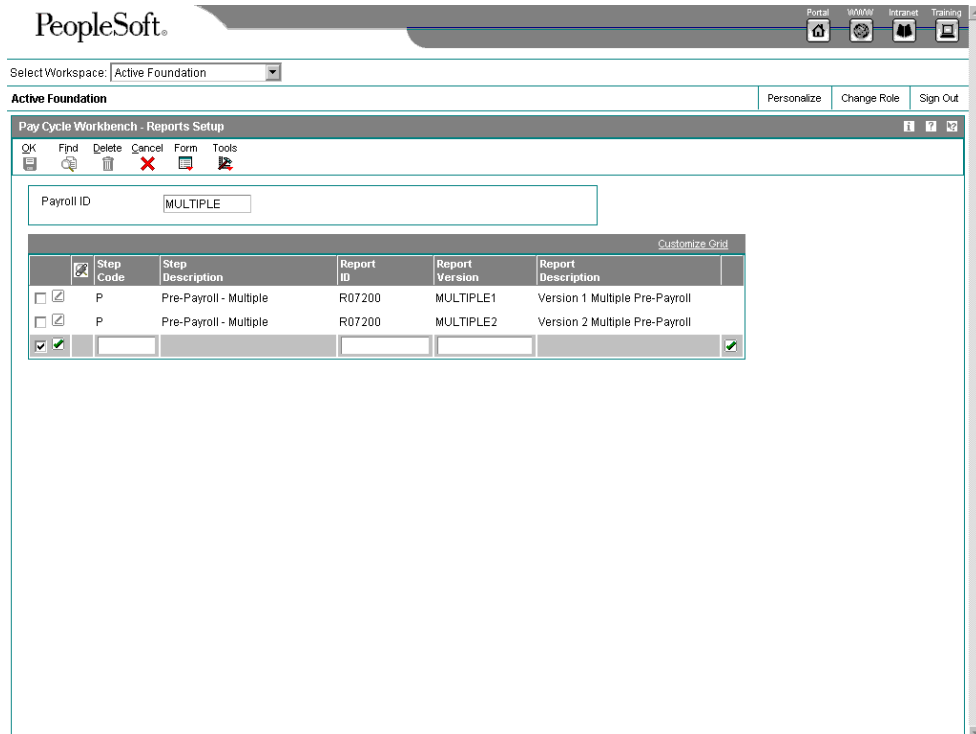 PeopleSoft®
Portal WWW Intranet Training
Select Workspace: Active Foundation
Active Foundation
Personalize Change Role Sign Out
Pay Cycle Workbench - Reports Setup
OK Find Delete Cancel Form Tools
Payroll ID MULTIPLE
Customize Grid
Step Code Step Description Report ID Report Version Report Description
P Pre-Payroll - Multiple R07200 MULTIPLE1 Version 1 Multiple Pre-Payroll
P Pre-Payroll - Multiple R07200 MULTIPLE2 Version 2 Multiple Pre-Payroll